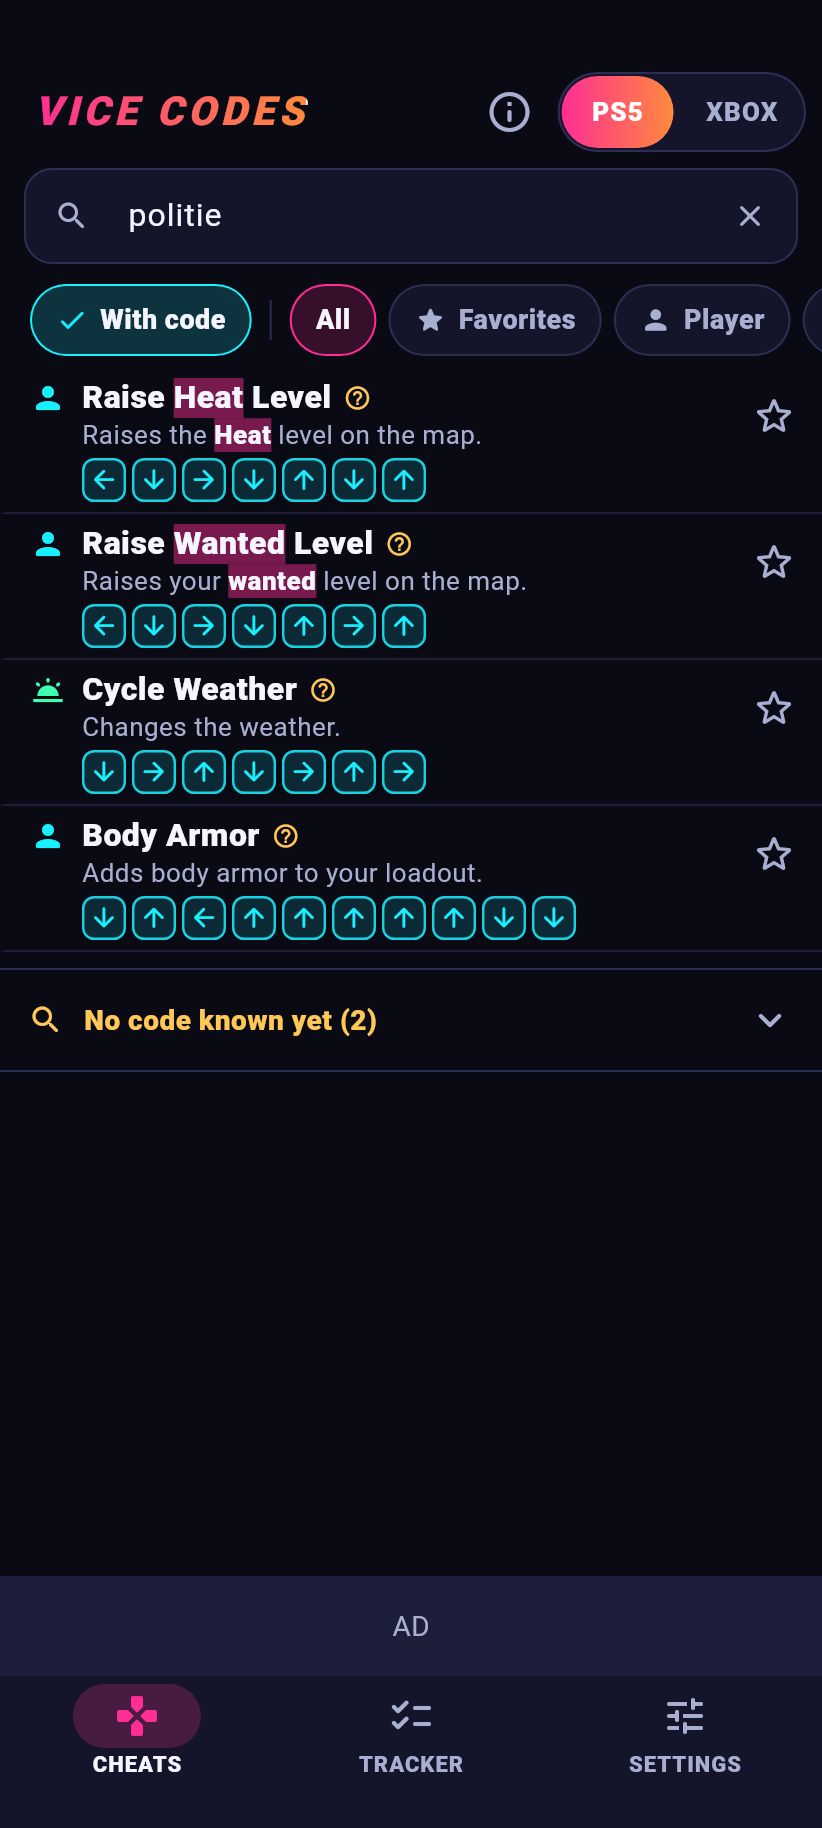 VICE CODES
PS5
XBOX
politie
With code
All
Favorites
Player
Raise Heat Level
Raises the Heat level on the map.
Raise Wanted Level
Raises your wanted level on the map.
Cycle Weather
Changes the weather.
Body Armor
Adds body armor to your loadout.
No code known yet (2)
AD
CHEATS
TRACKER
SETTINGS